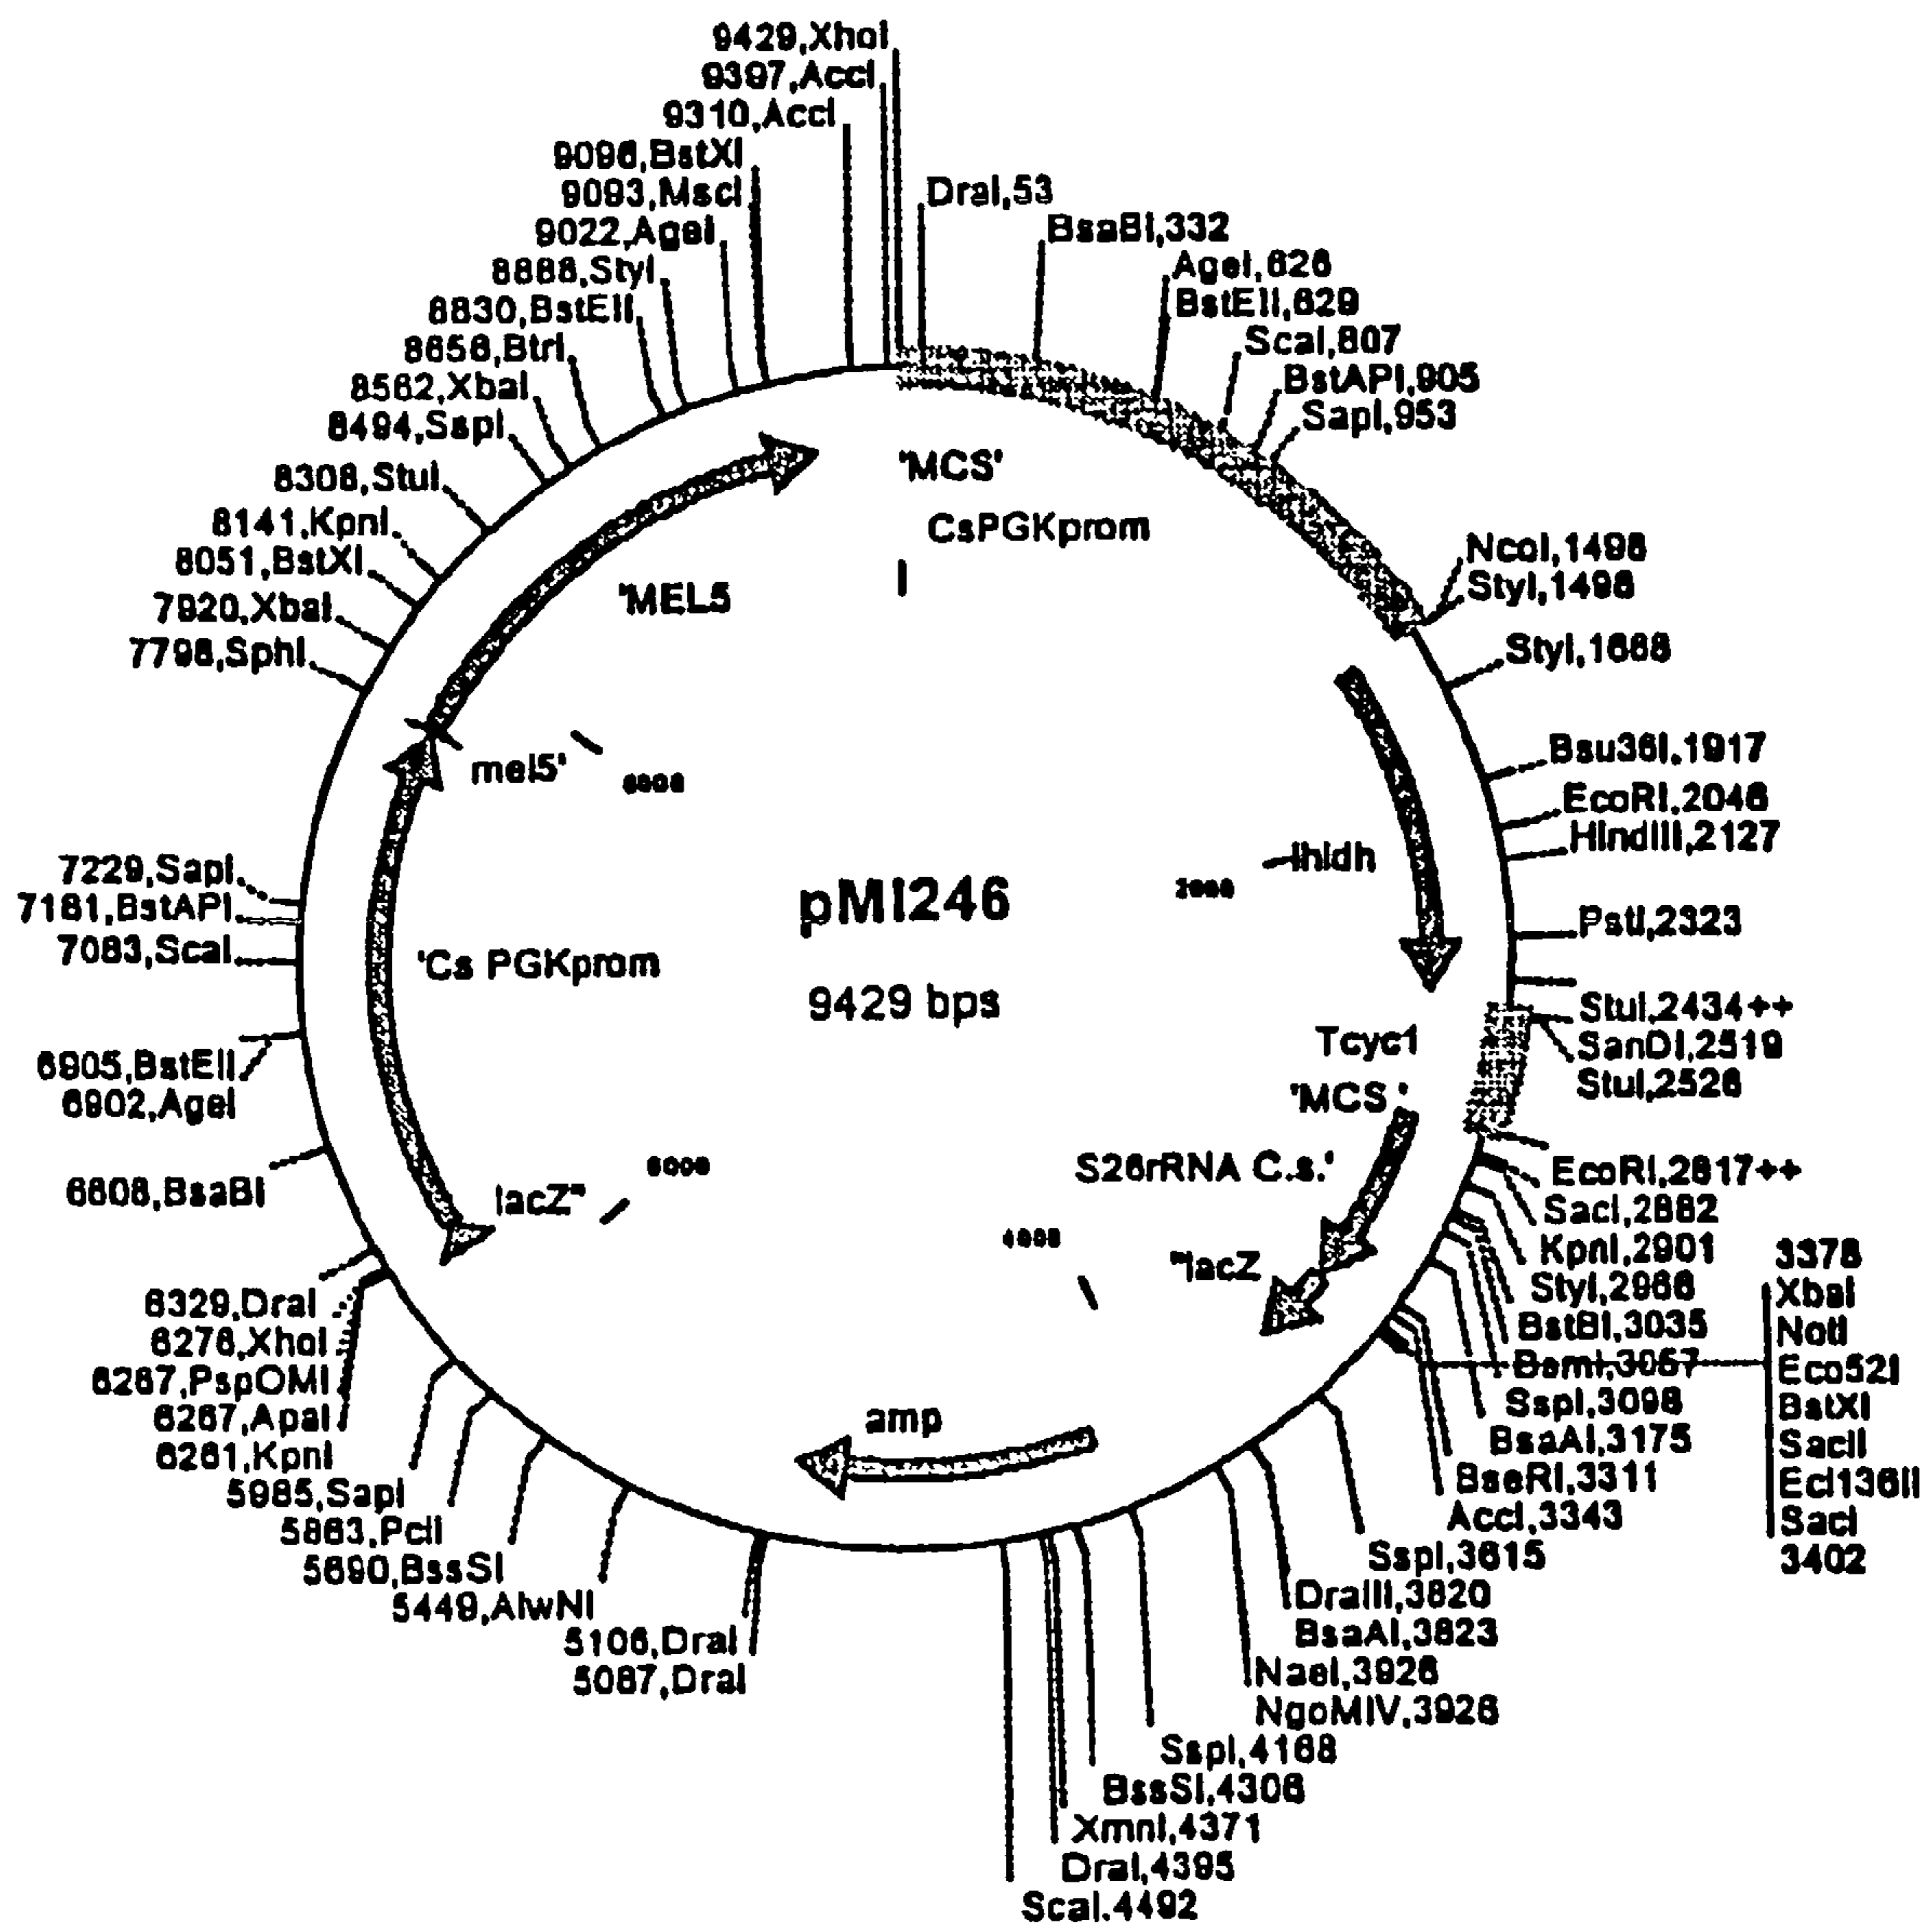 9429,XhoI
9397,AccI
9310,AccI
9096,BstXI
9093,MscI
9022,AgeI
8888,StyI
8830,BstEII
8658,BtrI
8562,XbaI
8494,SspI
8308,StuI
8141,KpnI
8051,BstXI
7920,XbaI
7798,SphI
7229,SapI
7181,BstAPI
7083,ScaI
6905,BstEII
6902,AgeI
6608,BsaBI
6329,DraI
6276,XhoI
6267,PspOMI
6267,ApaI
6261,KpnI
5985,SapI
5863,PciI
5690,BssSI
5449,AlwNI
5106,DraI
5087,DraI
DraI,53
BsaBI,332
AgeI,626
BstEII,629
ScaI,807
BstAPI,905
SapI,953
NcoI,1498
StyI,1498
StyI,1688
Bsu36I,1917
EcoRI,2046
HindIII,2127
PstI,2323
StuI,2434++
SanDI,2519
StuI,2526
EcoRI,2817++
SacI,2882
KpnI,2901
StyI,2966
BstBI,3035
BsmI,3057
SspI,3098
BsaAI,3175
BseRI,3311
AccI,3343
3378
XbaI
NotI
Eco52I
BstXI
SacII
Ecl136II
SacI
3402
SspI,3615
DraIII,3820
BsaAI,3823
NaeI,3926
NgoMIV,3926
SspI,4168
BssSI,4306
XmnI,4371
DraI,4395
ScaI.4492
'MCS'
CsPGKprom
'MEL5
mel5'
8000
2000
lhldh
pMI246
9429 bps
'Cs PGKprom
Tcyc1
'MCS '
S26rRNA C.s.'
6000
lacZ"
4000
"lacZ
amp